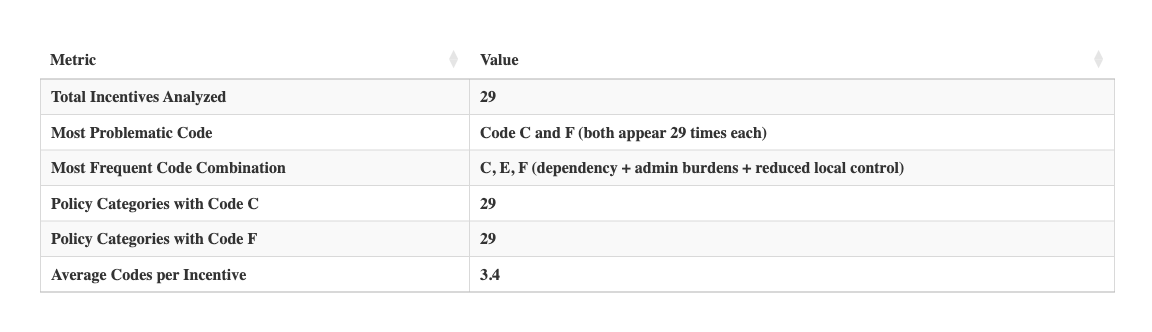 Metric Value
Total Incentives Analyzed 29
Most Problematic Code Code C and F (both appear 29 times each)
Most Frequent Code Combination C, E, F (dependency + admin burdens + reduced local control)
Policy Categories with Code C 29
Policy Categories with Code F 29
Average Codes per Incentive 3.4